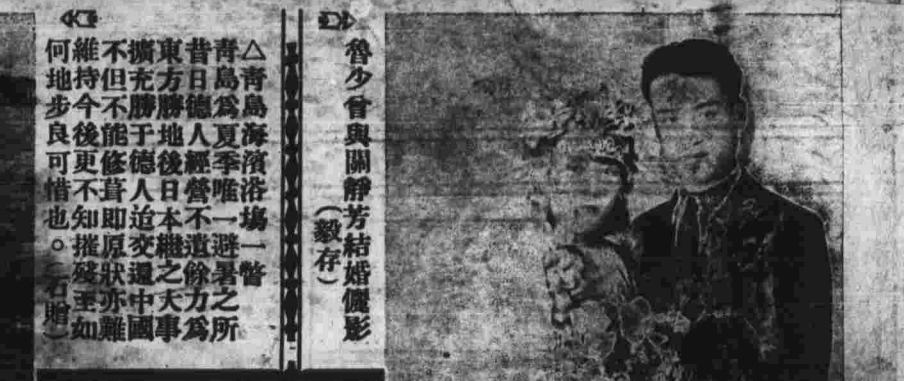 魯少曾與關靜芳結婚儷影
（毅存）
△青島海濱浴塲一瞥
青島爲夏季唯一避暑之所
昔日德人經營不遺餘力爲
東方勝地後日本繼之大事
擴充勝于德人迨交還中國
不但不能修葺即原狀亦難
維持今後更不知摧殘至如
何地步良可惜也。（石贈）